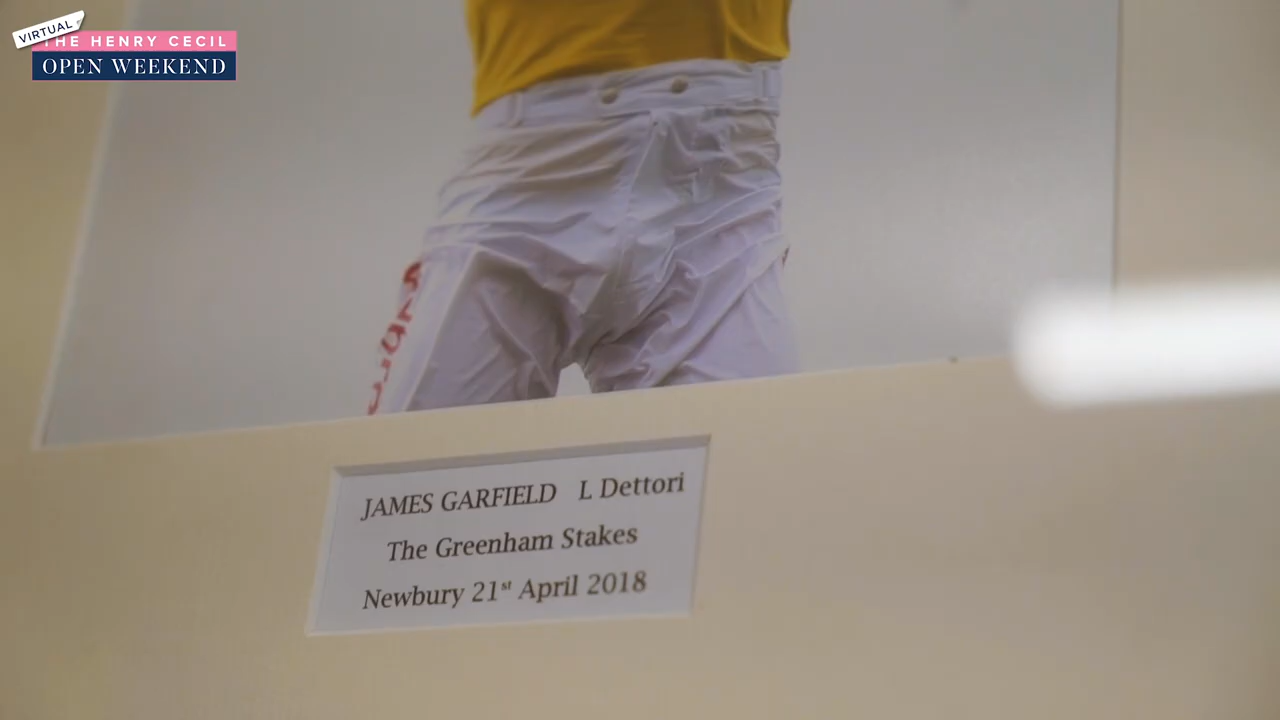 VIRTUAL
THE HENRY CECIL
OPEN WEEKEND
JAMES GARFIELD L Dettori
The Greenham Stakes
Newbury 21st April 2018